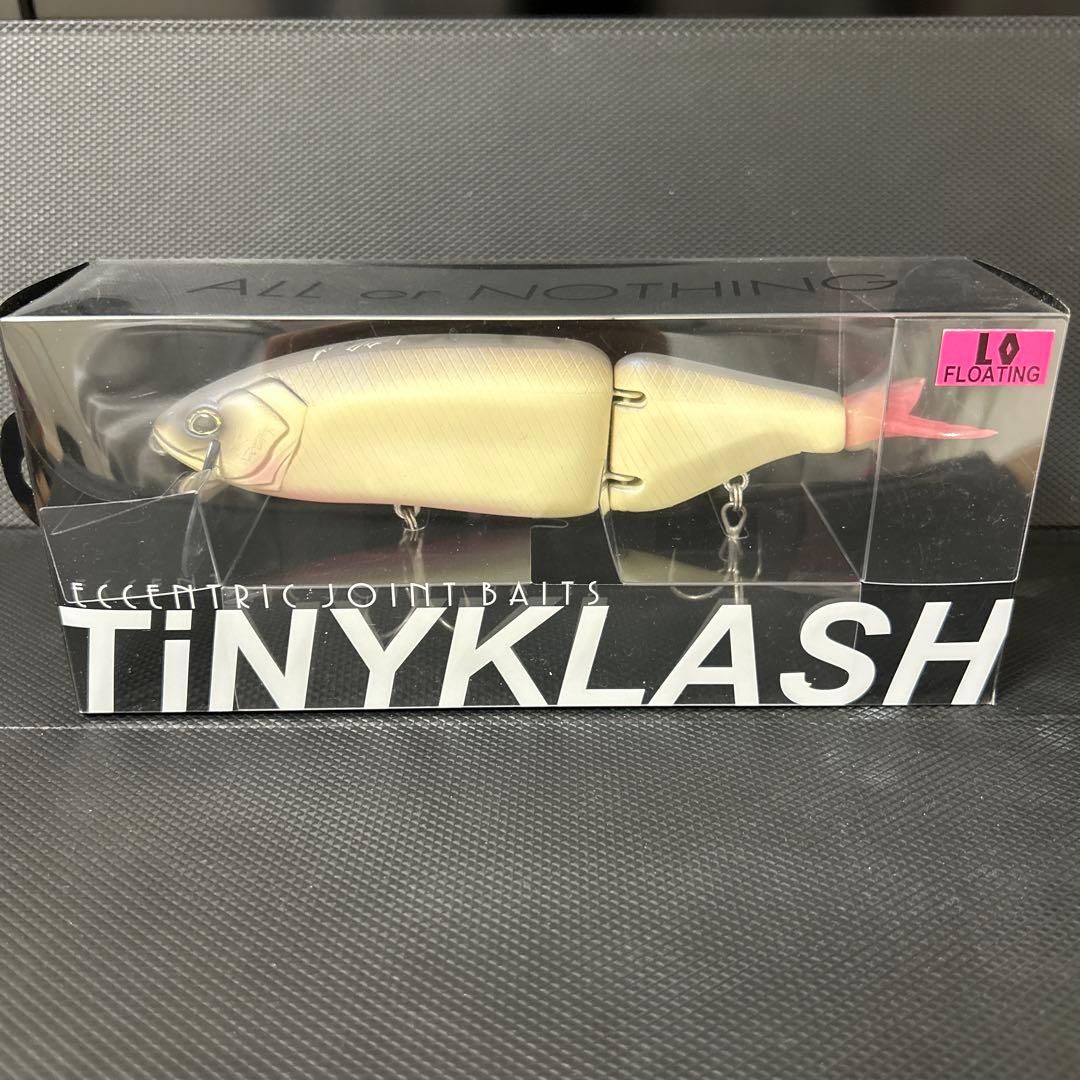 ALL or NOTHING
LO
FLOATING
ECCENTRIC JOINT BAITS
TiNYKLASH